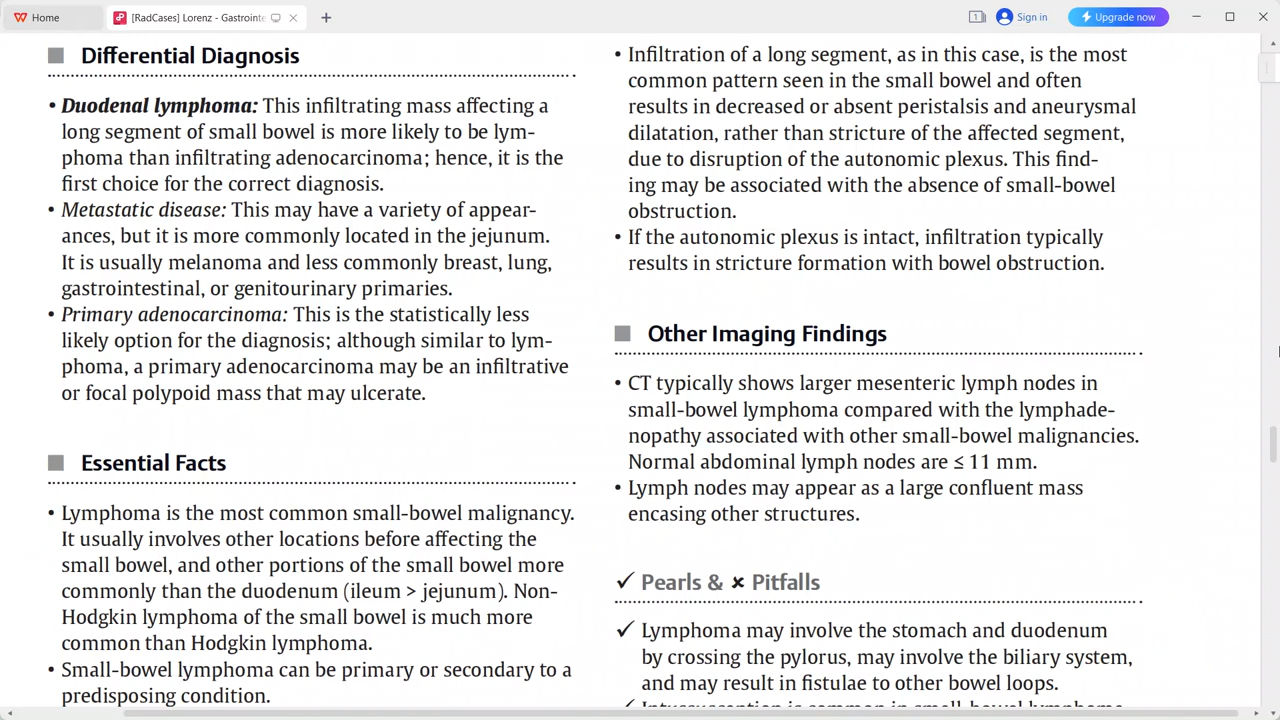 Home
[RadCases] Lorenz - Gastrointe
1
Sign in
Upgrade now
Differential Diagnosis
• Duodenal lymphoma: This infiltrating mass affecting a
long segment of small bowel is more likely to be lym-
phoma than infiltrating adenocarcinoma; hence, it is the
first choice for the correct diagnosis.
• Metastatic disease: This may have a variety of appear-
ances, but it is more commonly located in the jejunum.
It is usually melanoma and less commonly breast, lung,
gastrointestinal, or genitourinary primaries.
• Primary adenocarcinoma: This is the statistically less
likely option for the diagnosis; although similar to lym-
phoma, a primary adenocarcinoma may be an infiltrative
or focal polypoid mass that may ulcerate.
Essential Facts
• Lymphoma is the most common small-bowel malignancy.
It usually involves other locations before affecting the
small bowel, and other portions of the small bowel more
commonly than the duodenum (ileum > jejunum). Non-
Hodgkin lymphoma of the small bowel is much more
common than Hodgkin lymphoma.
• Small-bowel lymphoma can be primary or secondary to a
predisposing condition.
• Infiltration of a long segment, as in this case, is the most
common pattern seen in the small bowel and often
results in decreased or absent peristalsis and aneurysmal
dilatation, rather than stricture of the affected segment,
due to disruption of the autonomic plexus. This find-
ing may be associated with the absence of small-bowel
obstruction.
• If the autonomic plexus is intact, infiltration typically
results in stricture formation with bowel obstruction.
Other Imaging Findings
• CT typically shows larger mesenteric lymph nodes in
small-bowel lymphoma compared with the lymphade-
nopathy associated with other small-bowel malignancies.
Normal abdominal lymph nodes are ≤ 11 mm.
• Lymph nodes may appear as a large confluent mass
encasing other structures.
✓ Pearls & ✘ Pitfalls
✓ Lymphoma may involve the stomach and duodenum
by crossing the pylorus, may involve the biliary system,
and may result in fistulae to other bowel loops.
✓ Intussusception is common in small-bowel lymphoma